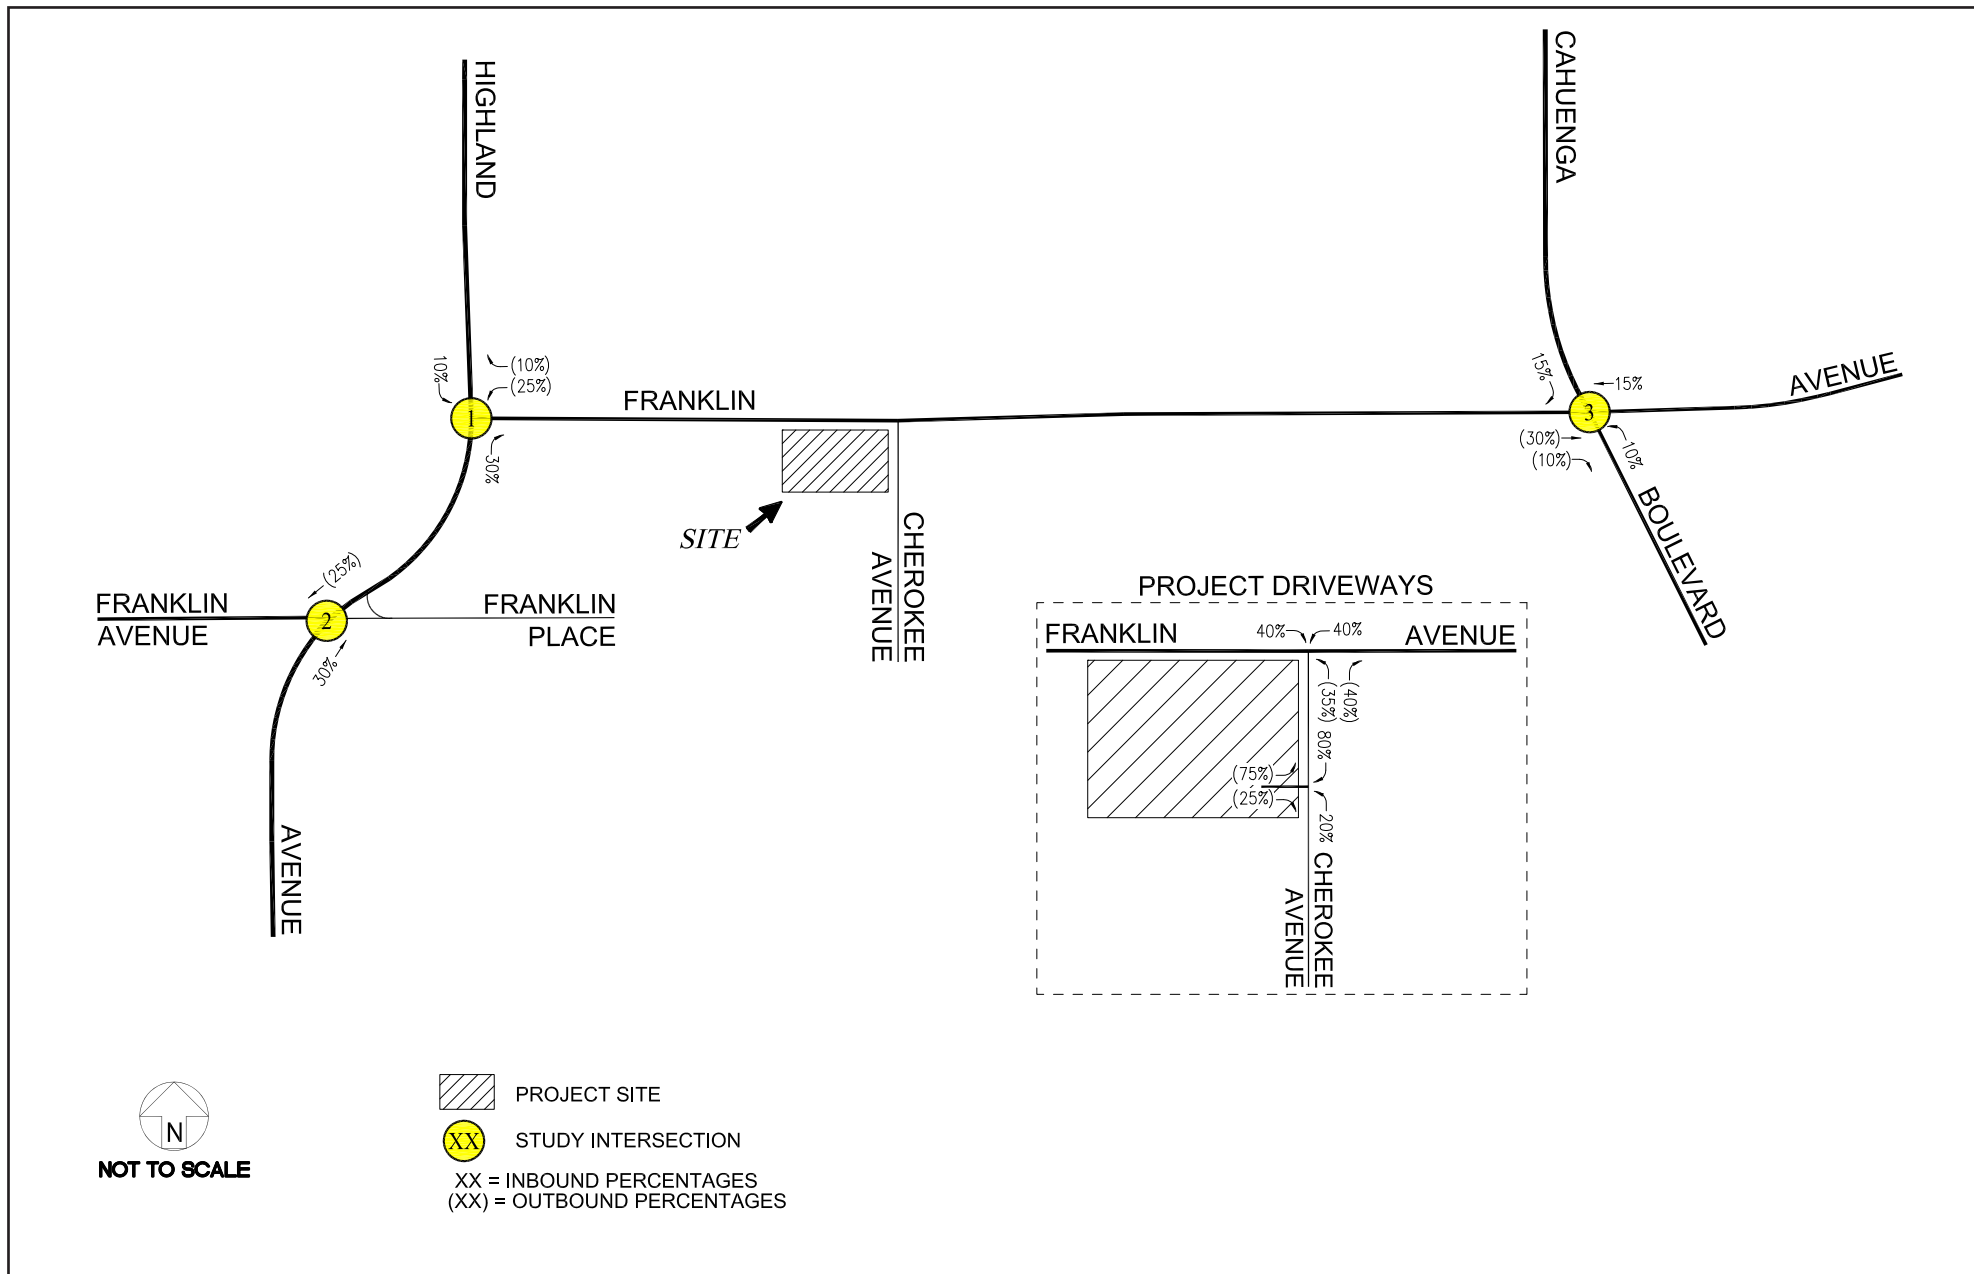 HIGHLAND
CAHUENGA
10%
(10%)
(25%)
1
30%
FRANKLIN
15%
15%
AVENUE
3
(30%)
(10%)
10%
BOULEVARD
SITE
CHEROKEE
AVENUE
(25%)
FRANKLIN
AVENUE
2
FRANKLIN
PLACE
30%
AVENUE
PROJECT DRIVEWAYS
FRANKLIN
40%
40%
AVENUE
(35%)
(40%)
80%
(75%)
(25%)
20%
CHEROKEE
AVENUE
N
NOT TO SCALE
PROJECT SITE
XX STUDY INTERSECTION
XX = INBOUND PERCENTAGES
(XX) = OUTBOUND PERCENTAGES